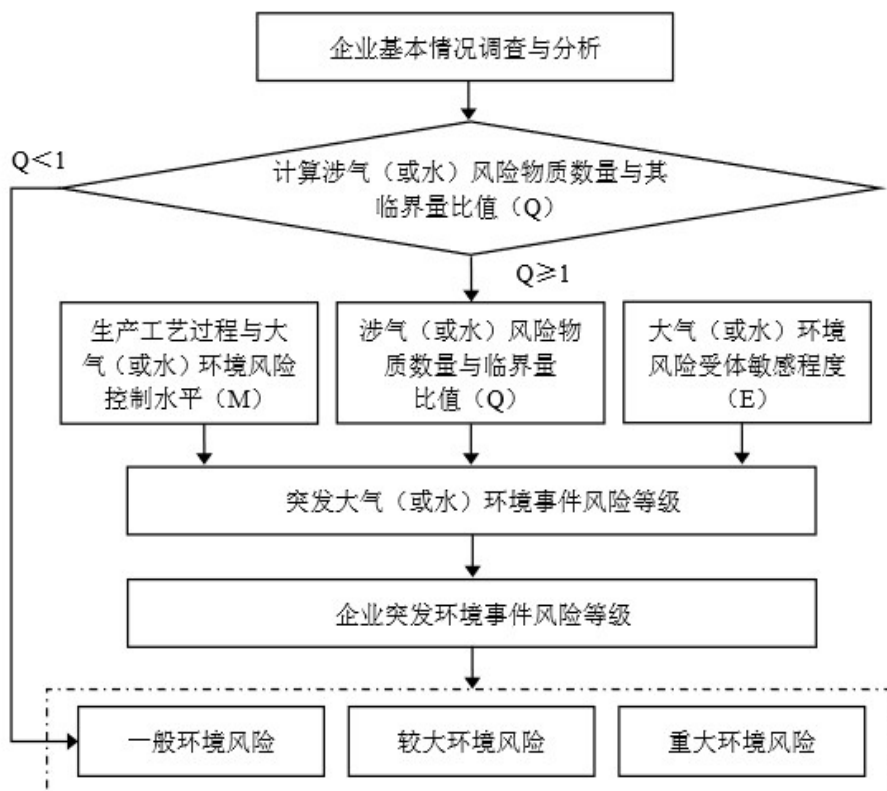 企业基本情况调查与分析
Q＜1
计算涉气（或水）风险物质数量与其
临界量比值（Q）
Q≥1
生产工艺过程与大
气（或水）环境风险
控制水平（M）
涉气（或水）风险物
质数量与临界量
比值（Q）
大气（或水）环境
风险受体敏感程度
（E）
突发大气（或水）环境事件风险等级
企业突发环境事件风险等级
一般环境风险
较大环境风险
重大环境风险